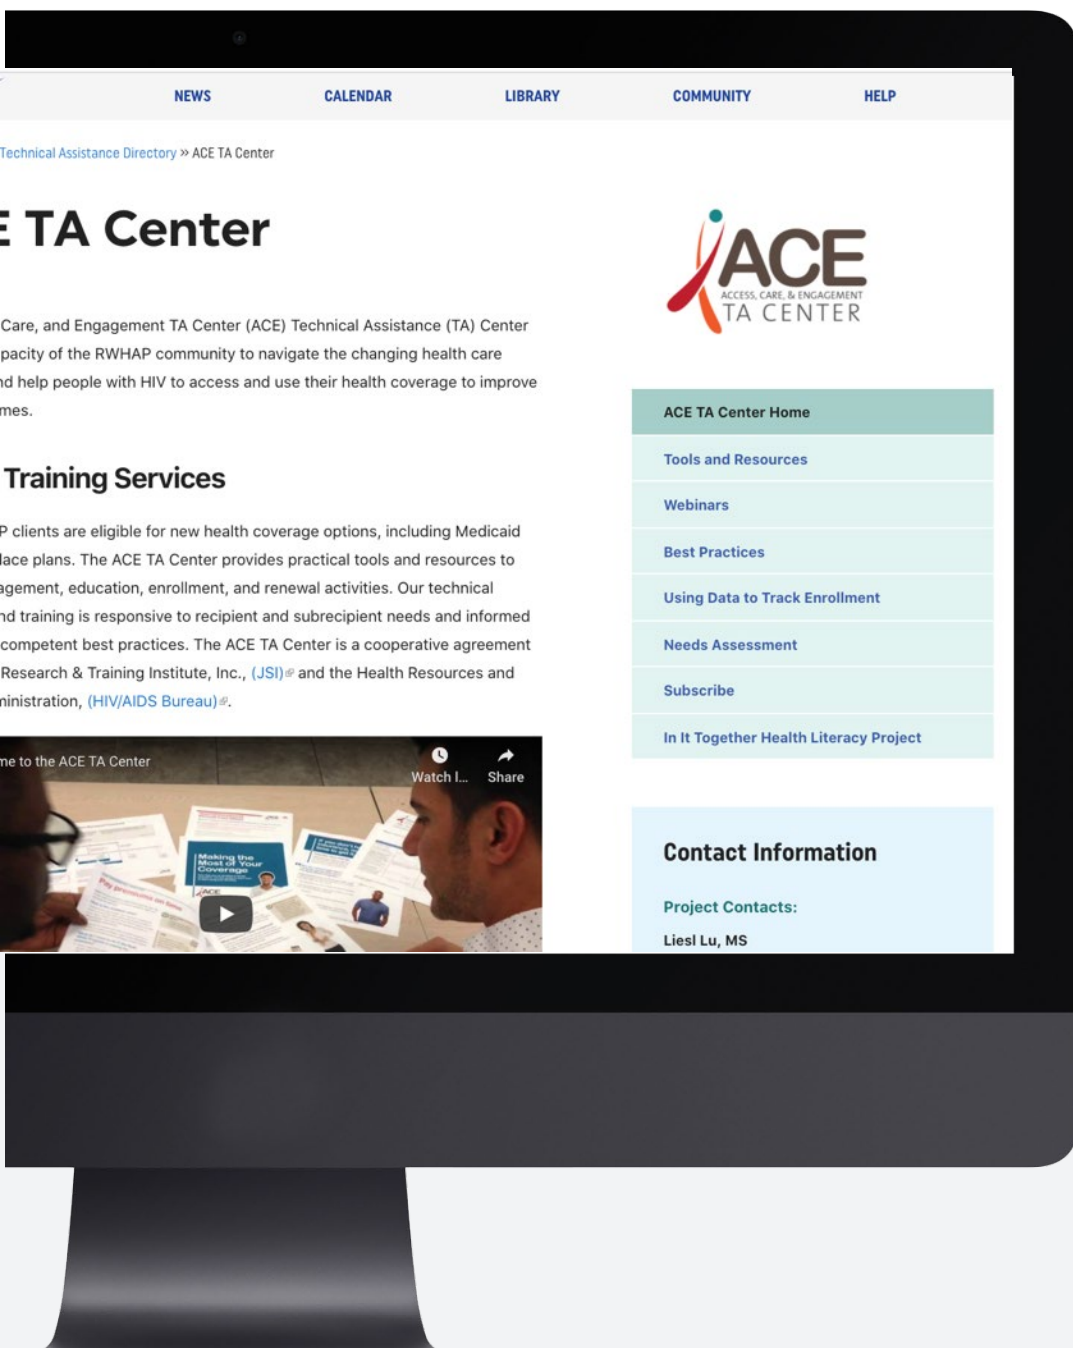 NEWS CALENDAR LIBRARY COMMUNITY HELP
Technical Assistance Directory » ACE TA Center
E TA Center
Care, and Engagement TA Center (ACE) Technical Assistance (TA) Center
pacity of the RWHAP community to navigate the changing health care
nd help people with HIV to access and use their health coverage to improve
mes.
Training Services
P clients are eligible for new health coverage options, including Medicaid
lace plans. The ACE TA Center provides practical tools and resources to
agement, education, enrollment, and renewal activities. Our technical
nd training is responsive to recipient and subrecipient needs and informed
competent best practices. The ACE TA Center is a cooperative agreement
Research & Training Institute, Inc., (JSI) and the Health Resources and
ministration, (HIV/AIDS Bureau).
me to the ACE TA Center
Watch l... Share
Making the
Most of Your
Coverage
ACE
Pay premiums on time
ACE
ACCESS, CARE, & ENGAGEMENT
TA CENTER
ACE TA Center Home
Tools and Resources
Webinars
Best Practices
Using Data to Track Enrollment
Needs Assessment
Subscribe
In It Together Health Literacy Project
Contact Information
Project Contacts:
Liesl Lu, MS